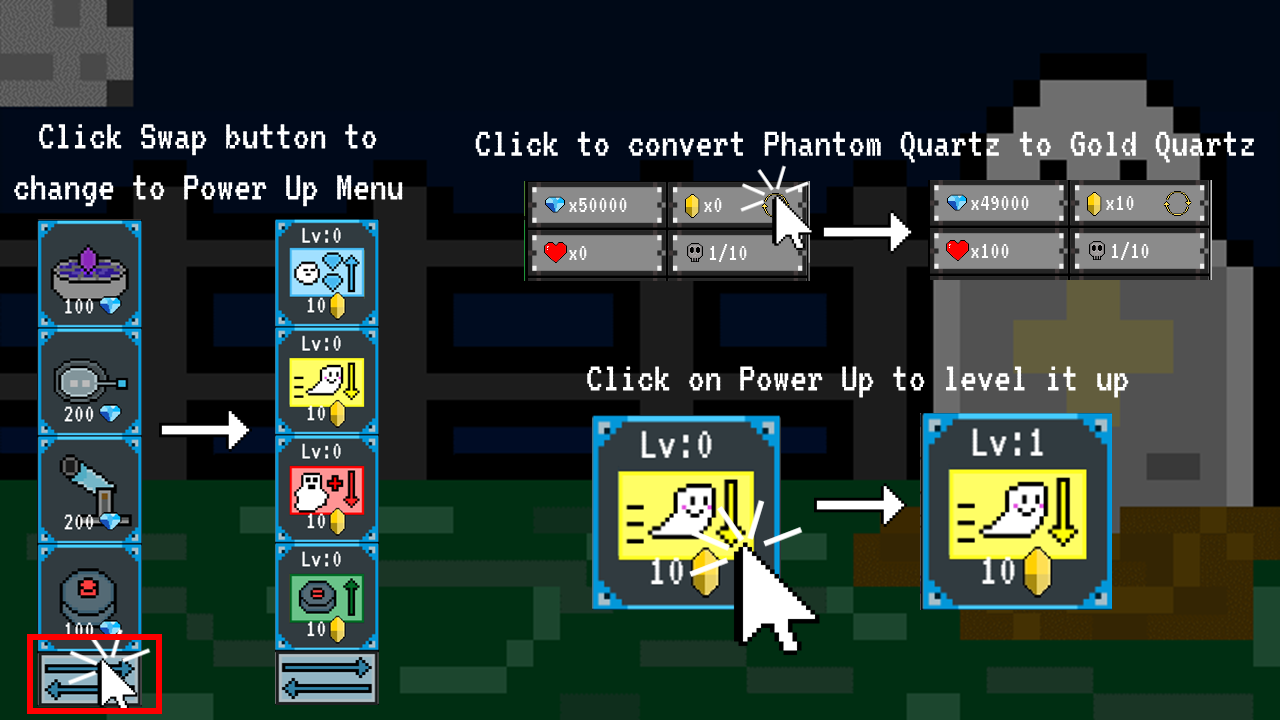 Click Swap button to
change to Power Up Menu
100
200
200
100
Lv:0
10
Lv:0
10
Lv:0
10
Lv:0
10
Click to convert Phantom Quartz to Gold Quartz
x50000 x0
x0 1/10
x49000 x10
x100 1/10
Click on Power Up to level it up
Lv:0
10
Lv:1
10